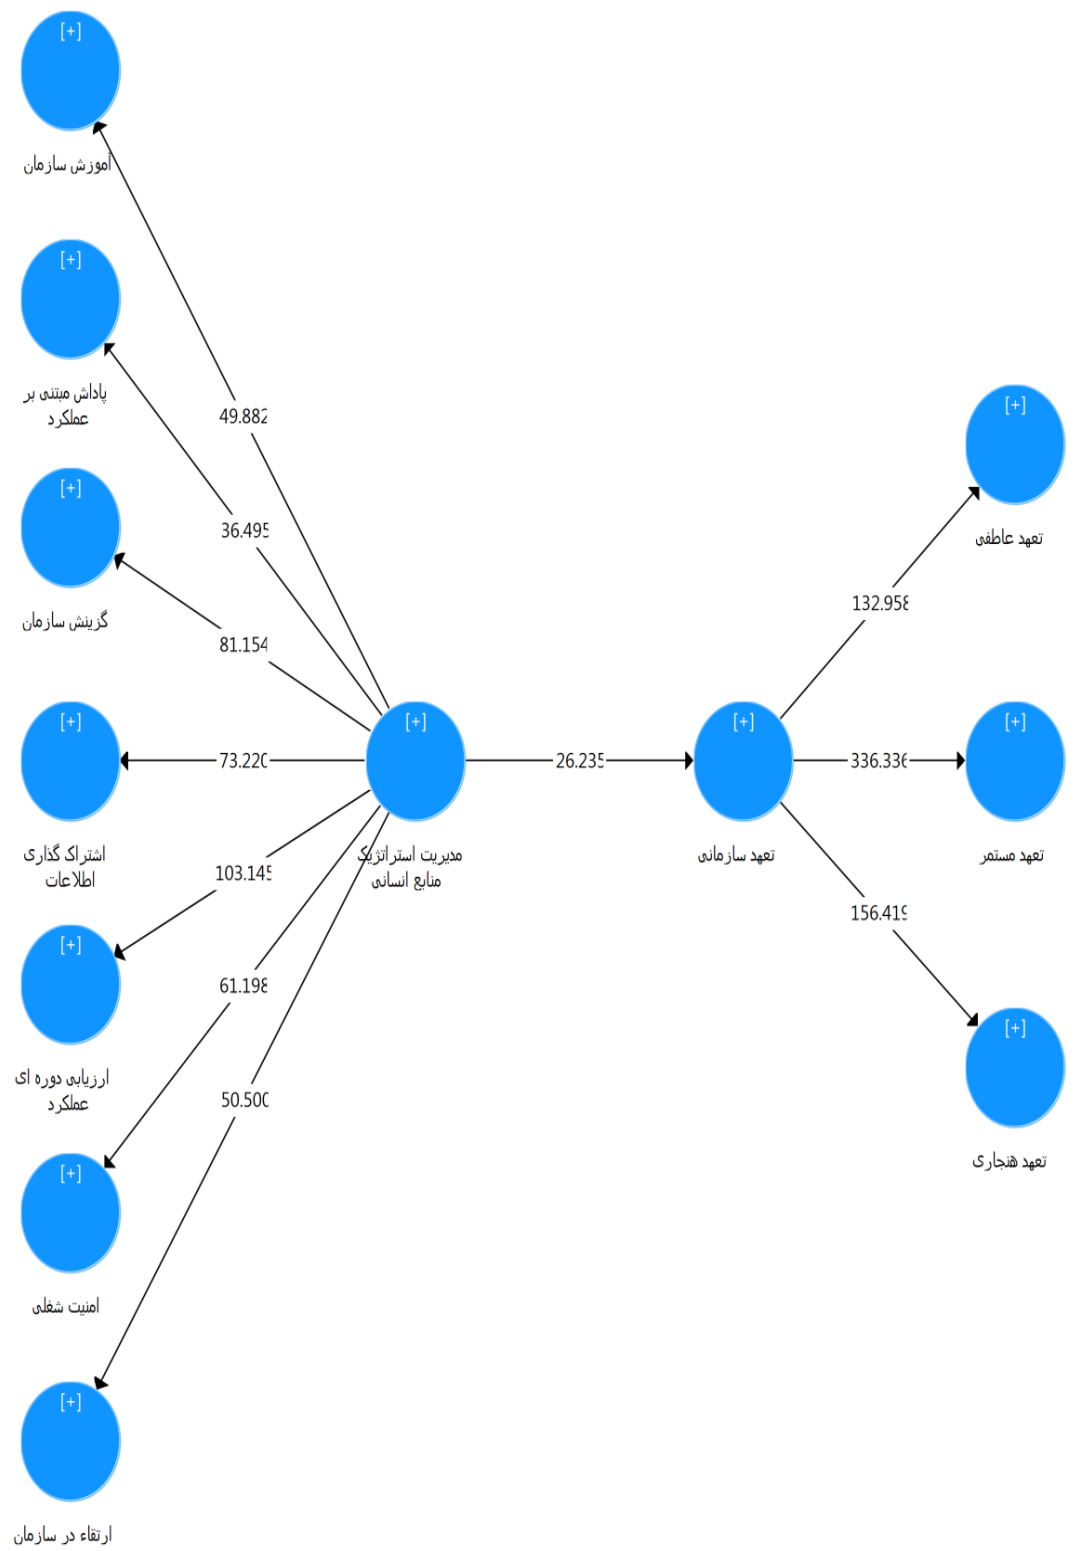 [+]
آموزش سازمان
[+]
پاداش مبتنی بر
عملکرد
[+]
گزینش سازمان
[+]
اشتراک گذاری
اطلاعات
[+]
ارزیابی دوره ای
عملکرد
[+]
امنیت شغلی
[+]
ارتقاء در سازمان
49.882
36.495
81.154
73.220
103.145
61.198
50.500
[+]
مدیریت استراتژیک
منابع انسانی
26.235
[+]
تعهد سازمانی
132.958
336.336
156.419
[+]
تعهد عاطفی
[+]
تعهد مستمر
[+]
تعهد هنجاری